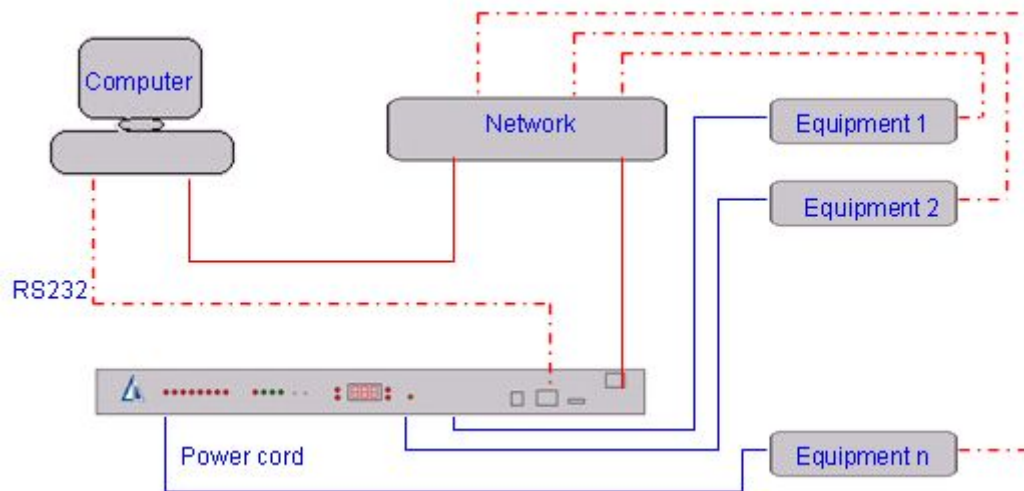 Computer
Network
Equipment 1
Equipment 2
RS232
Power cord
Equipment n